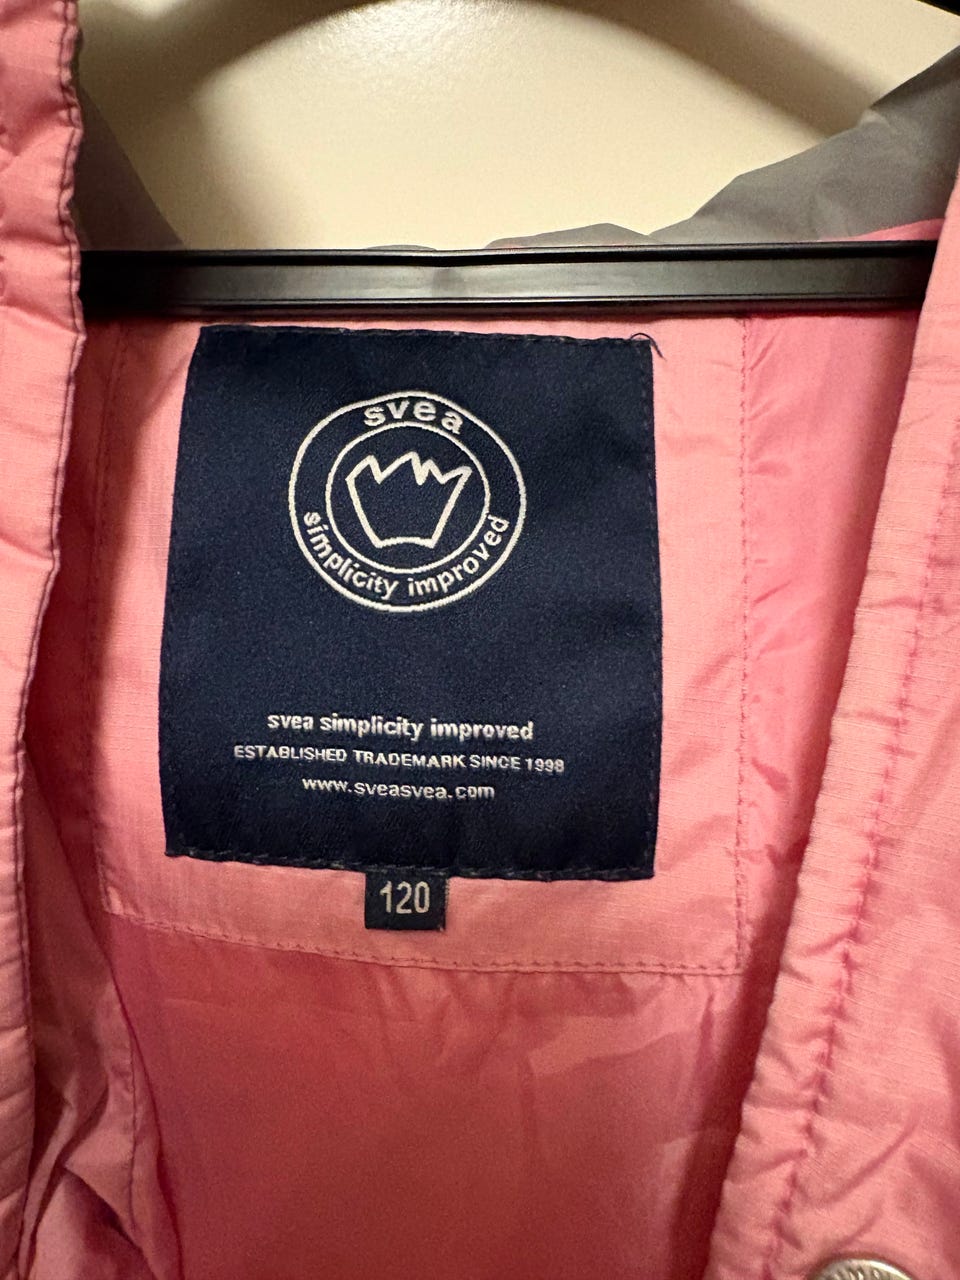 svea
simplicity improved
svea simplicity improved
ESTABLISHED TRADEMARK SINCE 1998
www.sveasvea.com
120